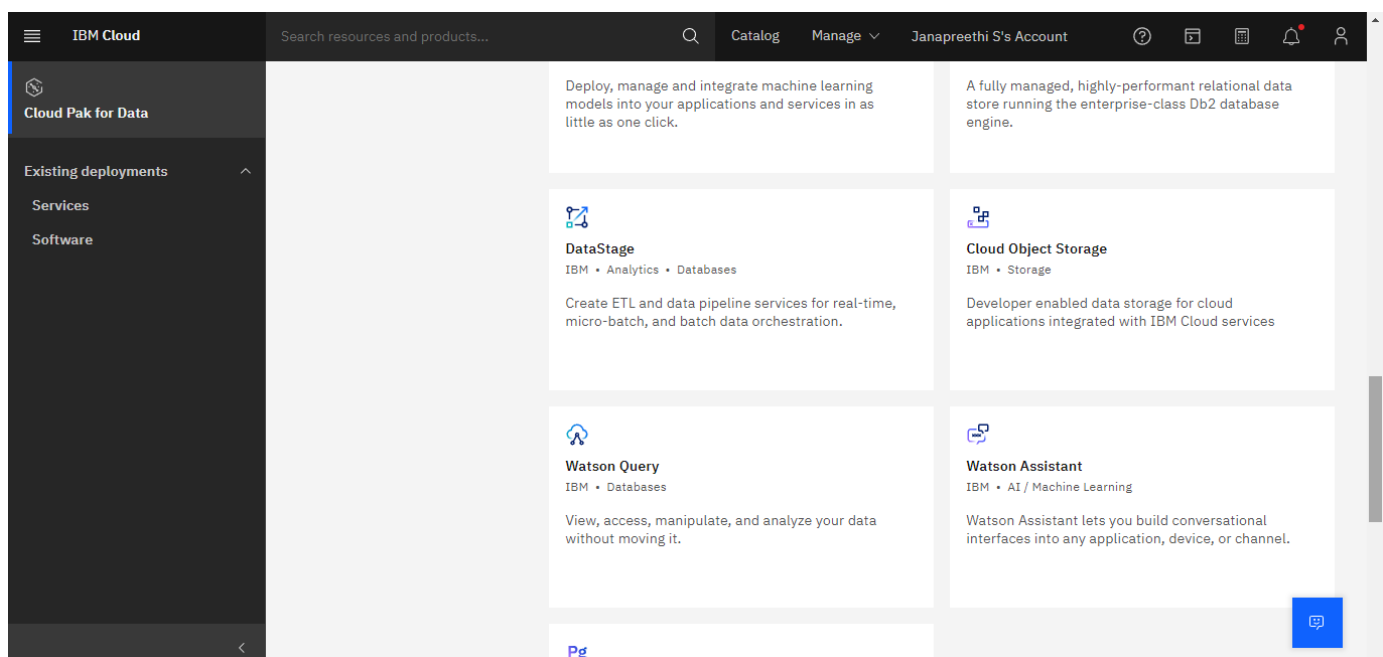 IBM Cloud
Search resources and products...
Catalog
Manage
Janapreethi S's Account
Cloud Pak for Data
Existing deployments
Services
Software
Deploy, manage and integrate machine learning
models into your applications and services in as
little as one click.
A fully managed, highly-performant relational data
store running the enterprise-class Db2 database
engine.
DataStage
IBM • Analytics • Databases
Create ETL and data pipeline services for real-time,
micro-batch, and batch data orchestration.
Cloud Object Storage
IBM • Storage
Developer enabled data storage for cloud
applications integrated with IBM Cloud services
Watson Query
IBM • Databases
View, access, manipulate, and analyze your data
without moving it.
Watson Assistant
IBM • AI / Machine Learning
Watson Assistant lets you build conversational
interfaces into any application, device, or channel.
Pg